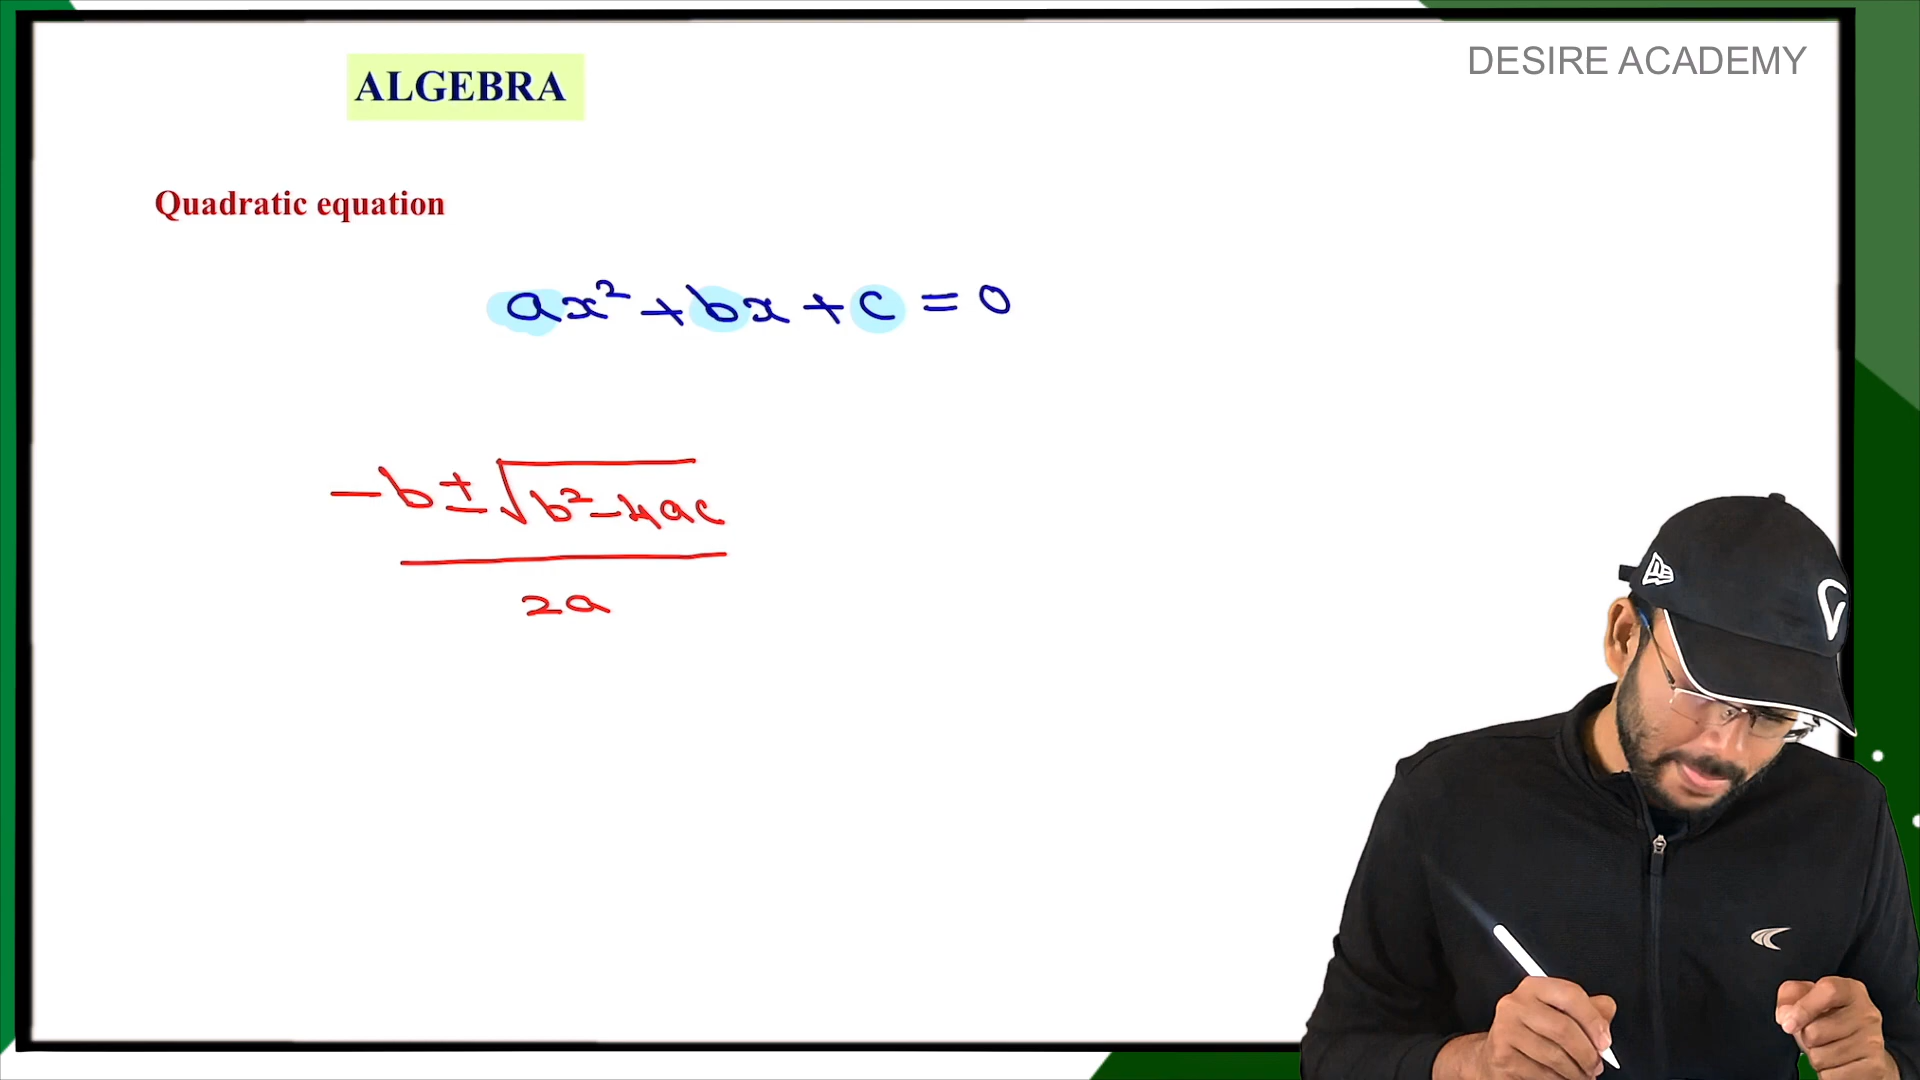 DESIRE ACADEMY
ALGEBRA
Quadratic equation
ax² + bx + c = 0
-b ± √b² - 4ac
2a